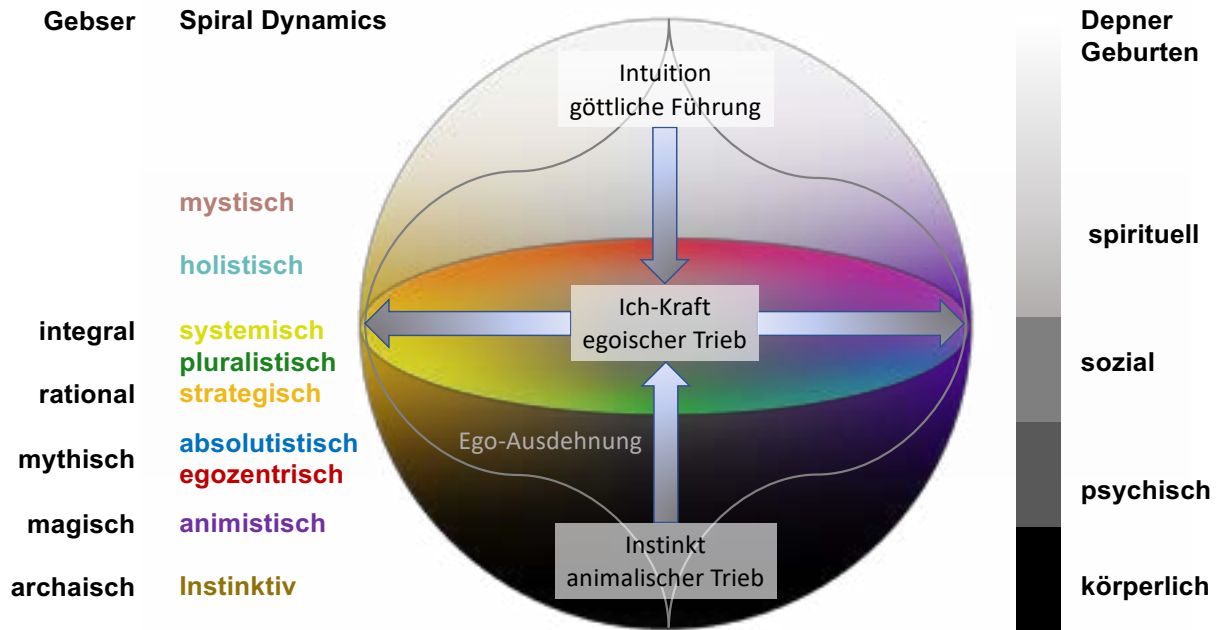 Gebser
Spiral Dynamics
Depner
Geburten
Intuition
göttliche Führung
mystisch
holistisch
spirituell
Ich-Kraft
egoischer Trieb
integral
systemisch
pluralistisch
sozial
rational
strategisch
absolutistisch
Ego-Ausdehnung
mythisch
egozentrisch
psychisch
magisch
animistisch
Instinkt
animalischer Trieb
archaisch
Instinktiv
körperlich